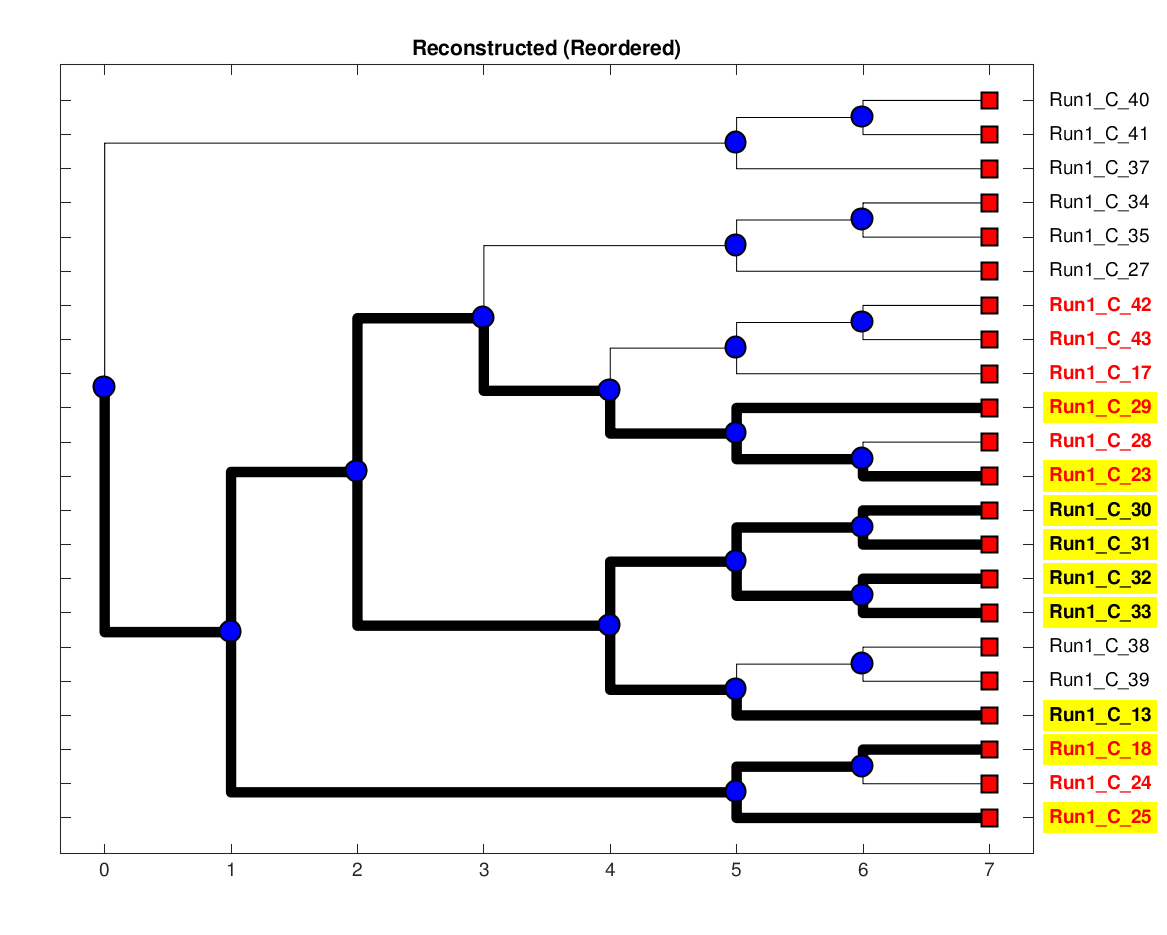 Reconstructed (Reordered)
Run1_C_40
Run1_C_41
Run1_C_37
Run1_C_34
Run1_C_35
Run1_C_27
Run1_C_42
Run1_C_43
Run1_C_17
Run1_C_29
Run1_C_28
Run1_C_23
Run1_C_30
Run1_C_31
Run1_C_32
Run1_C_33
Run1_C_38
Run1_C_39
Run1_C_13
Run1_C_18
Run1_C_24
Run1_C_25
0 1 2 3 4 5 6 7